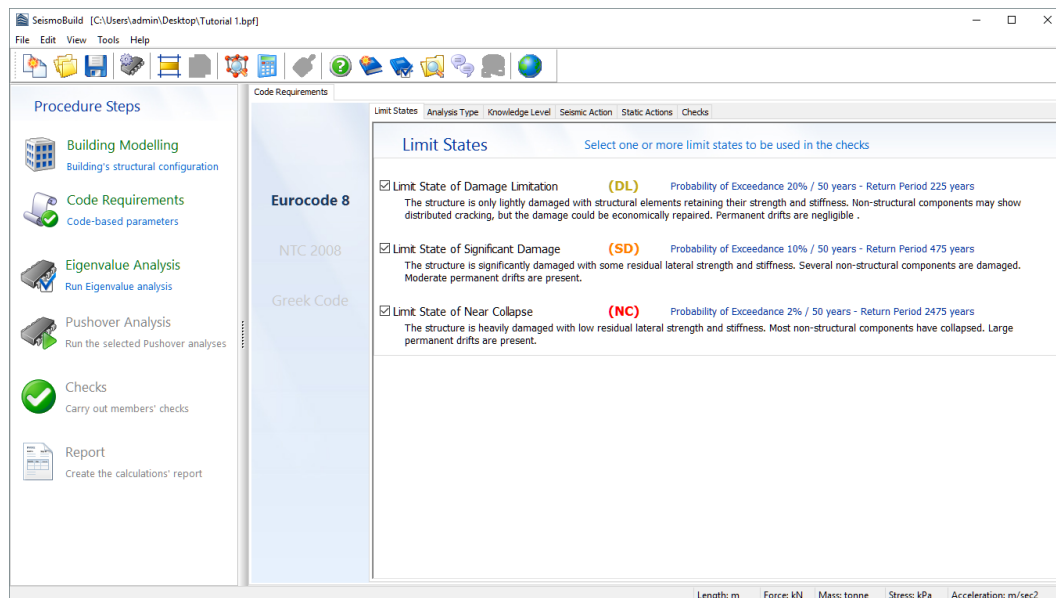 SeismoBuild [C:\Users\admin\Desktop\Tutorial 1.bpf]
File Edit View Tools Help
Procedure Steps
Building Modelling
Building's structural configuration
Code Requirements
Code-based parameters
Eigenvalue Analysis
Run Eigenvalue analysis
Pushover Analysis
Run the selected Pushover analyses
Checks
Carry out members' checks
Report
Create the calculations' report
Code Requirements
Eurocode 8
NTC 2008
Greek Code
Limit States Analysis Type Knowledge Level Seismic Action Static Actions Checks
Limit States Select one or more limit states to be used in the checks
Limit State of Damage Limitation (DL) Probability of Exceedance 20% / 50 years - Return Period 225 years
The structure is only lightly damaged with structural elements retaining their strength and stiffness. Non-structural components may show
distributed cracking, but the damage could be economically repaired. Permanent drifts are negligible .
Limit State of Significant Damage (SD) Probability of Exceedance 10% / 50 years - Return Period 475 years
The structure is significantly damaged with some residual lateral strength and stiffness. Several non-structural components are damaged.
Moderate permanent drifts are present.
Limit State of Near Collapse (NC) Probability of Exceedance 2% / 50 years - Return Period 2475 years
The structure is heavily damaged with low residual lateral strength and stiffness. Most non-structural components have collapsed. Large
permanent drifts are present.
Length: m Force: kN Mass: tonne Stress: kPa Acceleration: m/sec2